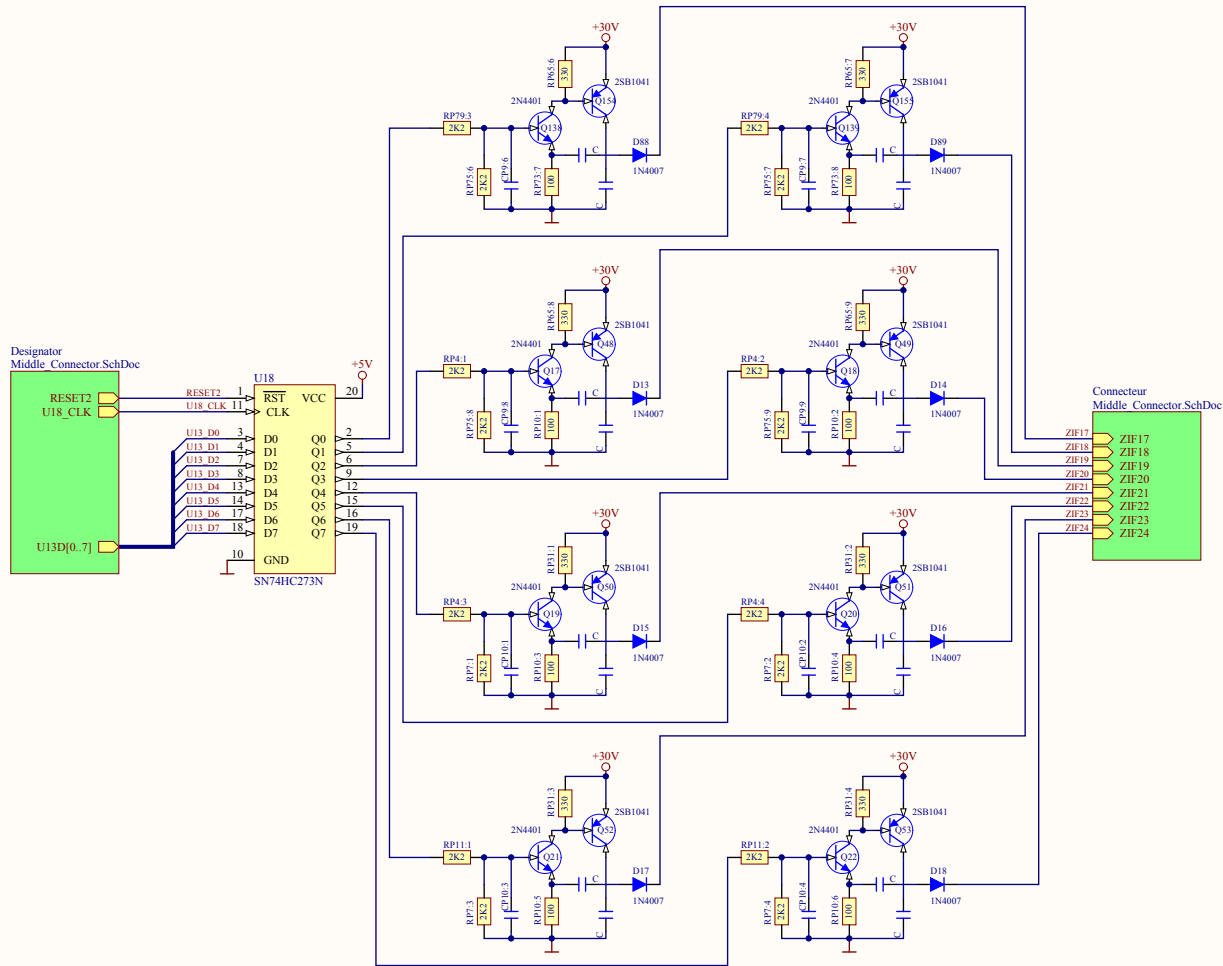 +30V
+30V
RP65:6
330
2SB1041
RP65:7
330
2SB1041
2N4401
Q154
2N4401
Q155
RP79:3
2K2
Q138
RP79:4
2K2
Q139
C
D88
C
D89
RP75:6
2K2
CP9:6
RP73:7
100
1N4007
RP75:7
2K2
CP9:7
RP73:8
100
1N4007
C
C
+30V
+30V
RP65:8
330
2SB1041
RP65:9
330
2SB1041
2N4401
Q48
2N4401
Q49
RP4:1
2K2
Q17
RP4:2
2K2
Q18
C
D13
C
D14
RP75:8
2K2
CP9:8
RP10:1
100
1N4007
RP75:9
2K2
CP9:9
RP10:2
100
1N4007
C
C
Designator
Middle_Connector.SchDoc
RESET2
U18_CLK
U13D[0..7]
RESET2
U18_CLK
U13_D0
U13_D1
U13_D2
U13_D3
U13_D4
U13_D5
U13_D6
U13_D7
+5V
U18
1 RST VCC 20
11 CLK
3 D0 Q0 2
4 D1 Q1 5
7 D2 Q2 6
8 D3 Q3 9
13 D4 Q4 12
14 D5 Q5 15
17 D6 Q6 16
18 D7 Q7 19
10 GND
SN74HC273N
Connecteur
Middle_Connector.SchDoc
ZIF17 ZIF17
ZIF18 ZIF18
ZIF19 ZIF19
ZIF20 ZIF20
ZIF21 ZIF21
ZIF22 ZIF22
ZIF23 ZIF23
ZIF24 ZIF24
+30V
+30V
RP31:1
330
2SB1041
RP31:2
330
2SB1041
2N4401
Q50
2N4401
Q51
RP4:3
2K2
Q19
RP4:4
2K2
Q20
C
D15
C
D16
RP7:1
2K2
CP10:1
RP10:3
100
1N4007
RP7:2
2K2
CP10:2
RP10:4
100
1N4007
C
C
+30V
+30V
RP31:3
330
2SB1041
RP31:4
330
2SB1041
2N4401
Q52
2N4401
Q53
RP11:1
2K2
Q21
RP11:2
2K2
Q22
C
D17
C
D18
RP7:3
2K2
CP10:3
RP10:5
100
1N4007
RP7:4
2K2
CP10:4
RP10:6
100
1N4007
C
C